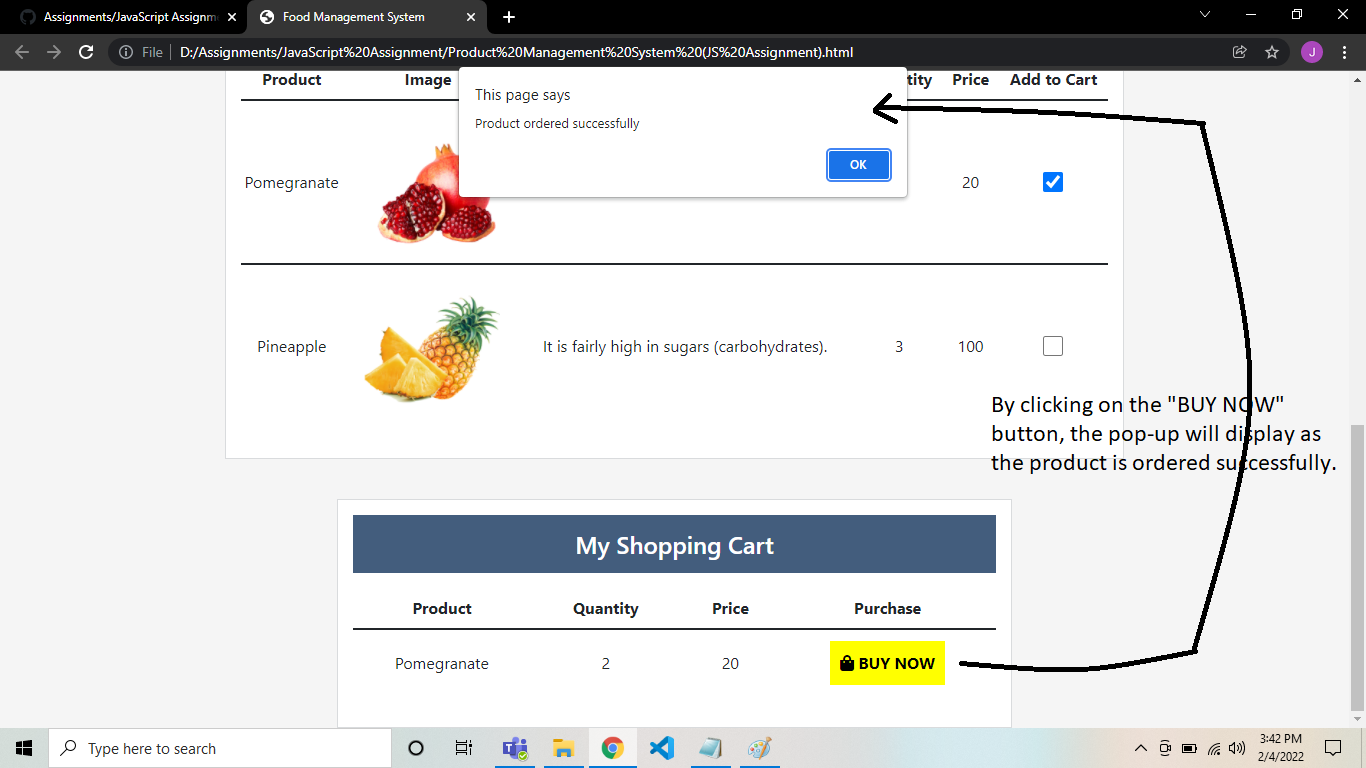 Assignments/JavaScript Assignm
Food Management System
File
D:/Assignments/JavaScript%20Assignment/Product%20Management%20System%20(JS%20Assignment).html
J
Product Image tity Price Add to Cart
This page says
Product ordered successfully
OK
Pomegranate 20
Pineapple It is fairly high in sugars (carbohydrates). 3 100
By clicking on the "BUY NOW"
button, the pop-up will display as
the product is ordered successfully.
My Shopping Cart
Product Quantity Price Purchase
Pomegranate 2 20 BUY NOW
Type here to search
3:42 PM
2/4/2022